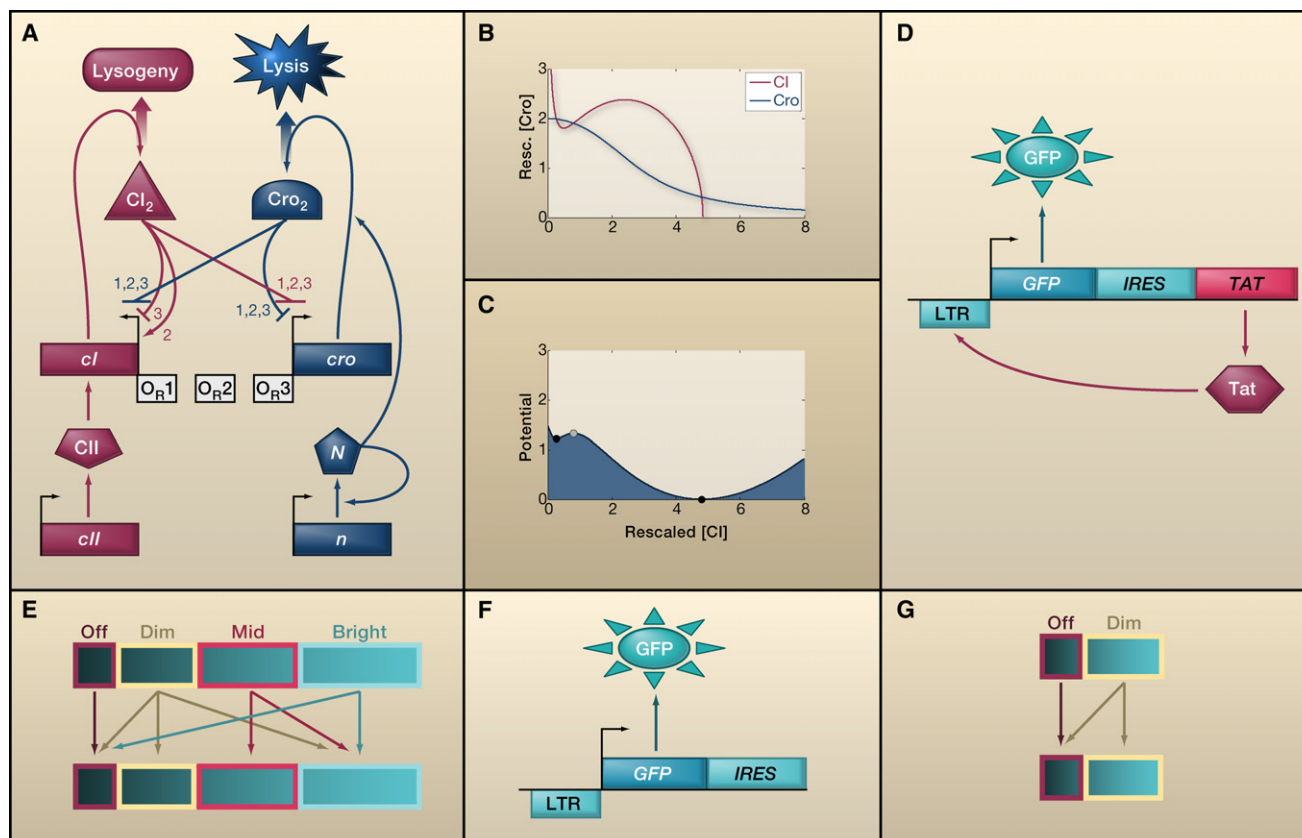 A
Lysogeny
Lysis
CI2
Cro2
1,2,3
1,2,3
3
1,2,3
2
cI
cro
OR1
OR2
OR3
CII
N
cII
n
B
3
2
1
0
Resc. [Cro]
CI
Cro
0 2 4 6 8
C
3
2
1
0
Potential
0 2 4 6 8
Rescaled [CI]
D
GFP
GFP IRES TAT
LTR
Tat
E
Off Dim Mid Bright
F
GFP
GFP IRES
LTR
G
Off Dim